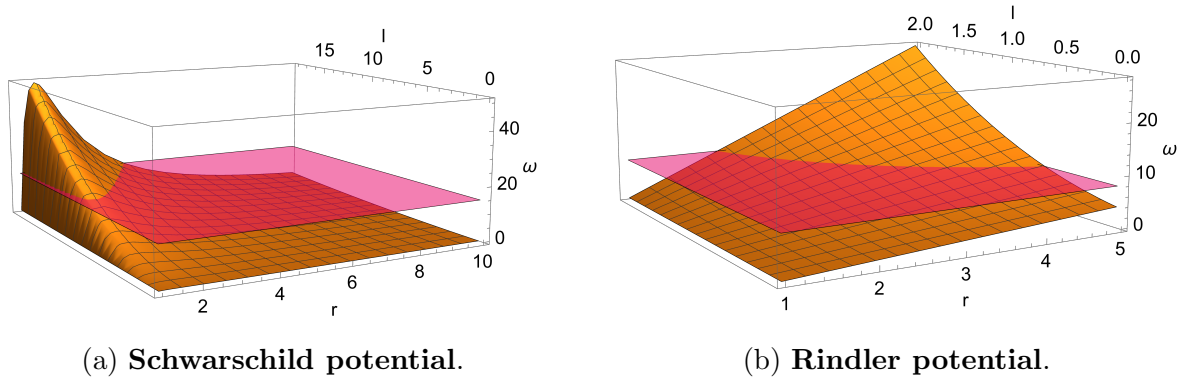 l
15 10 5 0
40
ω
20
0
2 4 6 8 10
r
(a) Schwarschild potential.
l
2.0 1.5 1.0 0.5 0.0
20
ω
10
0
1 2 3 4 5
r
(b) Rindler potential.